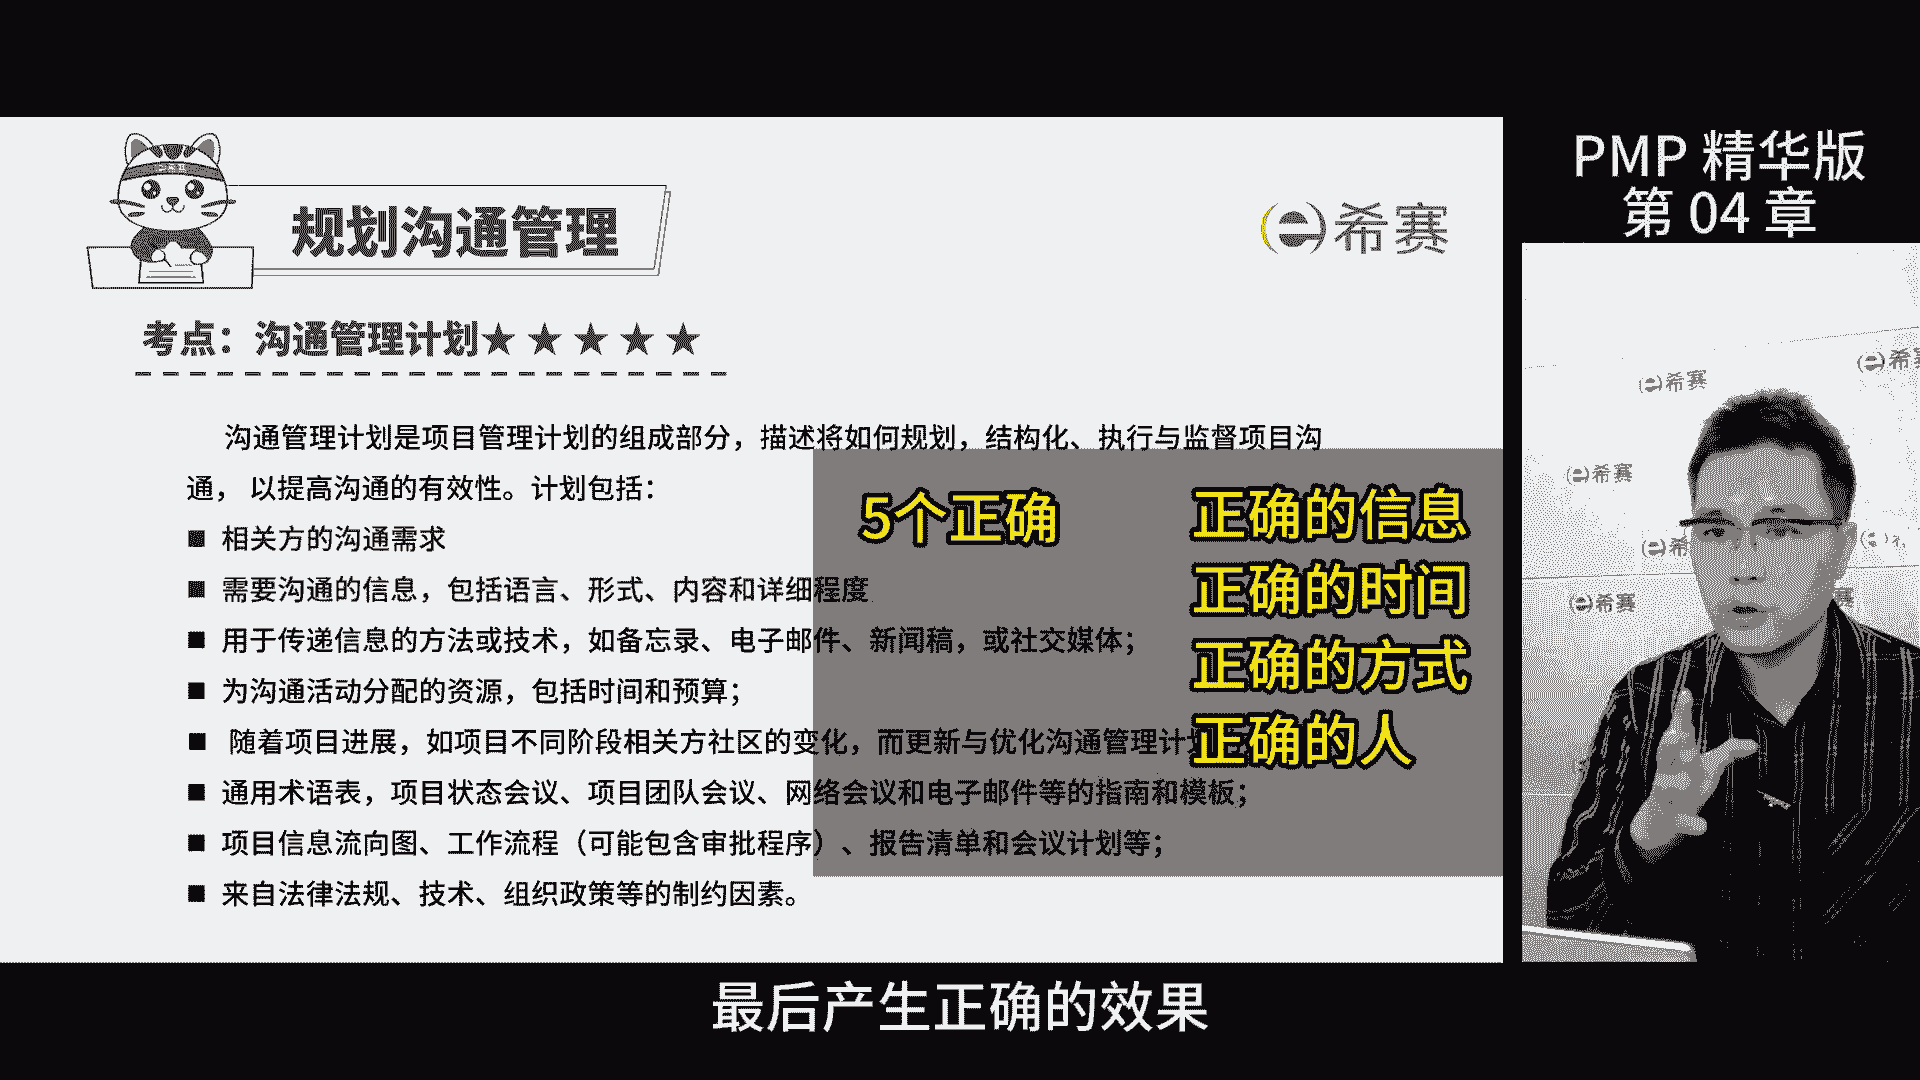 PMP 精华版
第 04 章
规划沟通管理
希赛
考点：沟通管理计划★★★★★
沟通管理计划是项目管理计划的组成部分，描述将如何规划，结构化、执行与监督项目沟
通， 以提高沟通的有效性。计划包括：
■ 相关方的沟通需求
■ 需要沟通的信息，包括语言、形式、内容和详细程度
■ 用于传递信息的方法或技术，如备忘录、电子邮件、新闻稿，或社交媒体；
■ 为沟通活动分配的资源，包括时间和预算；
■ 随着项目进展，如项目不同阶段相关方社区的变化，而更新与优化沟通管理计
■ 通用术语表，项目状态会议、项目团队会议、网络会议和电子邮件等的指南和模板；
■ 项目信息流向图、工作流程（可能包含审批程序）、报告清单和会议计划等；
■ 来自法律法规、技术、组织政策等的制约因素。
5个正确
正确的信息
正确的时间
正确的方式
正确的人
希赛
希赛
希赛
希赛
最后产生正确的效果